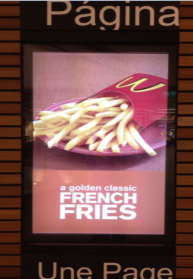 Página
a golden classic
FRENCH
FRIES
Une Page